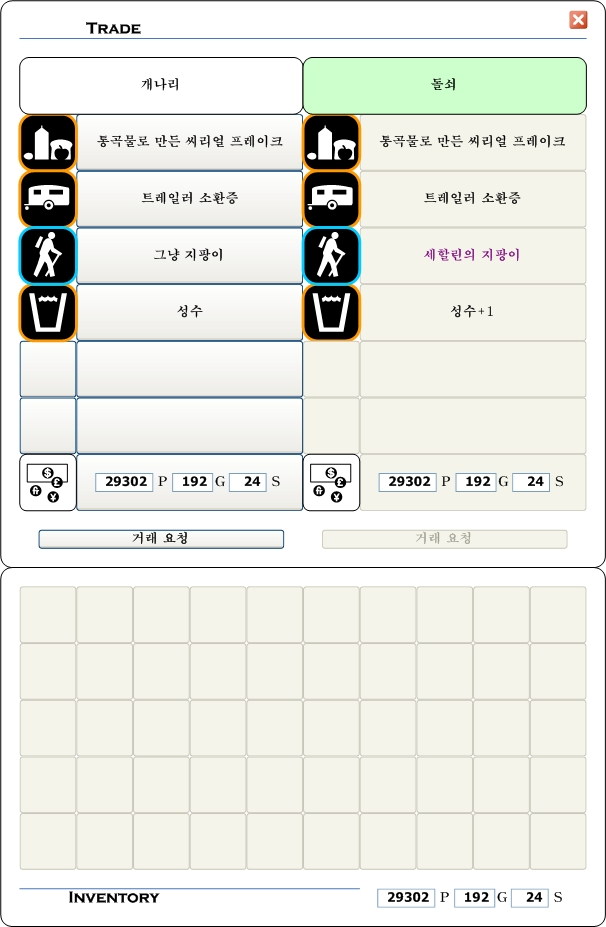 TRADE
개나리 돌쇠
통곡물로 만든 씨리얼 프레이크 통곡물로 만든 씨리얼 프레이크
트레일러 소환증 트레일러 소환증
그냥 지팡이 세할린의 지팡이
성수 성수+1
29302 P 192 G 24 S 29302 P 192 G 24 S
거래 요청 거래 요청
INVENTORY 29302 P 192 G 24 S